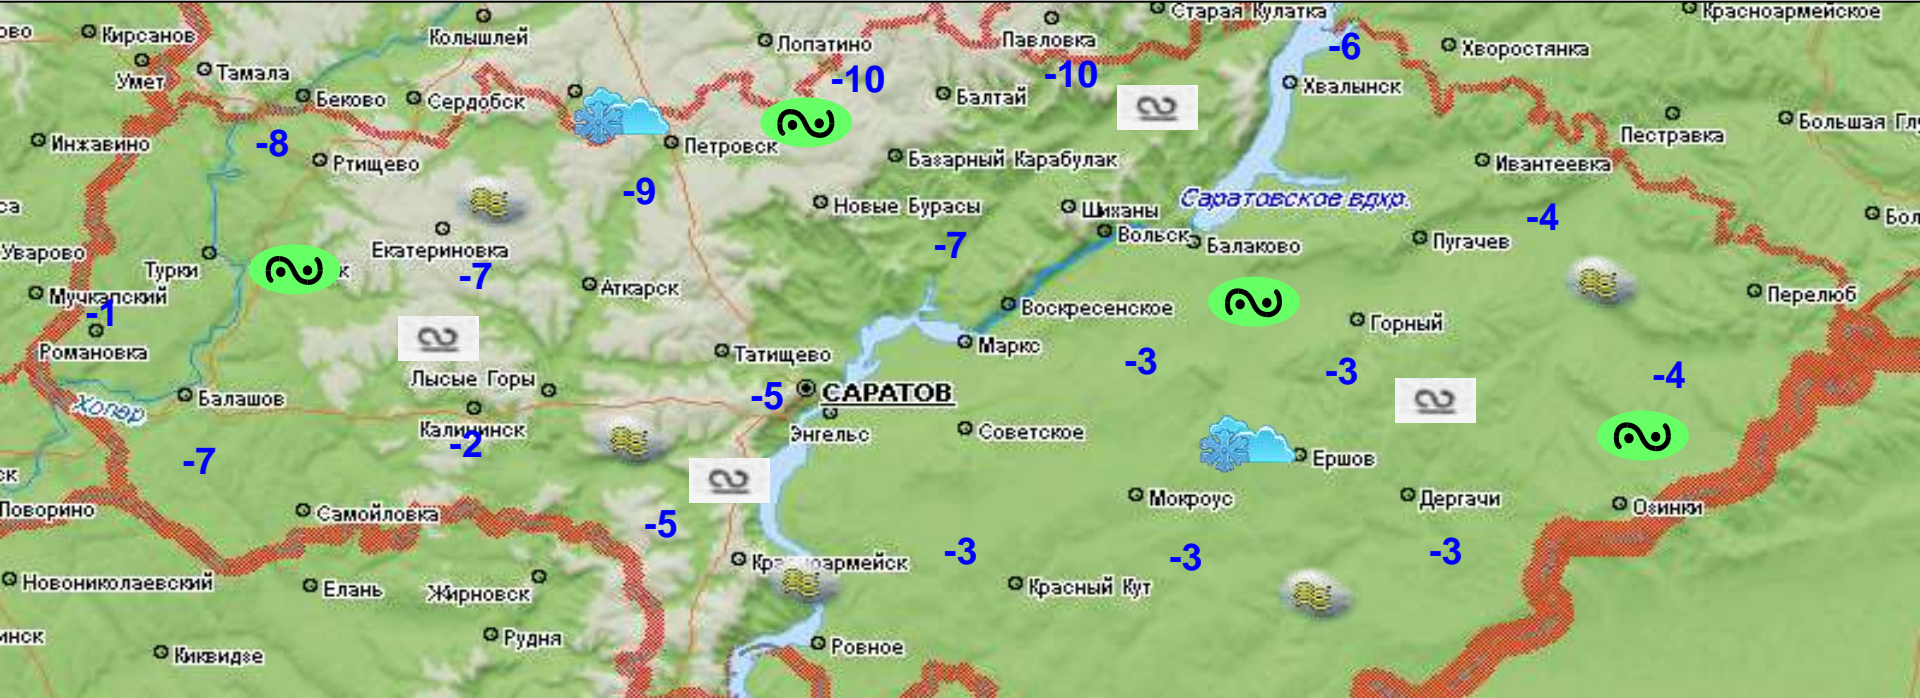 Старая Кулатка
Красноармейское
Кирсанов
Колышлей
Лопатино
Павловка
-6
Хворостянка
Умет
Тамала
-10
-10
Хвалынск
Беково
Сердобск
Балтай
Пестравка
Большая Глу
Инжавино
-8
Ртищево
Петровск
Базарный Карабулак
Ивантеевка
-9
Саратовское вдхр.
Новые Бурасы
Шиханы
-4
Бол
Уварово
Турки
Екатериновка
-7
Вольск
Балаково
Пугачев
-7
Аткарск
Мучкапский
-1
Воскресенское
Перелюб
Горный
Романовка
Татищево
Маркс
-3
-3
-4
Лысые Горы
-5
САРАТОВ
Хопер
Балашов
Калининск
-2
Энгельс
Советское
-7
Ершов
Поворино
Самойловка
-5
Мокроус
Дергачи
Озинки
Красноармейск
-3
-3
-3
Новониколаевский
Елань
Жирновск
Красный Кут
Рудня
Киквидзе
Ровное